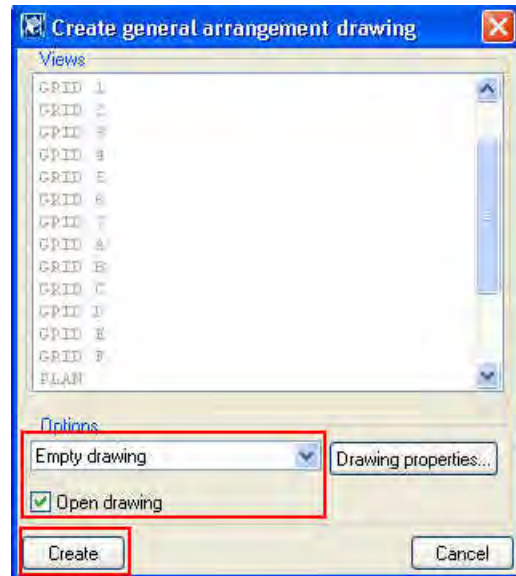 Create general arrangement drawing
Views
GRID 1
GRID 2
GRID 3
GRID 4
GRID 5
GRID 6
GRID 7
GRID A
GRID B
GRID C
GRID D
GRID E
GRID F
PLAN
Options
Empty drawing
Drawing properties...
Open drawing
Create
Cancel